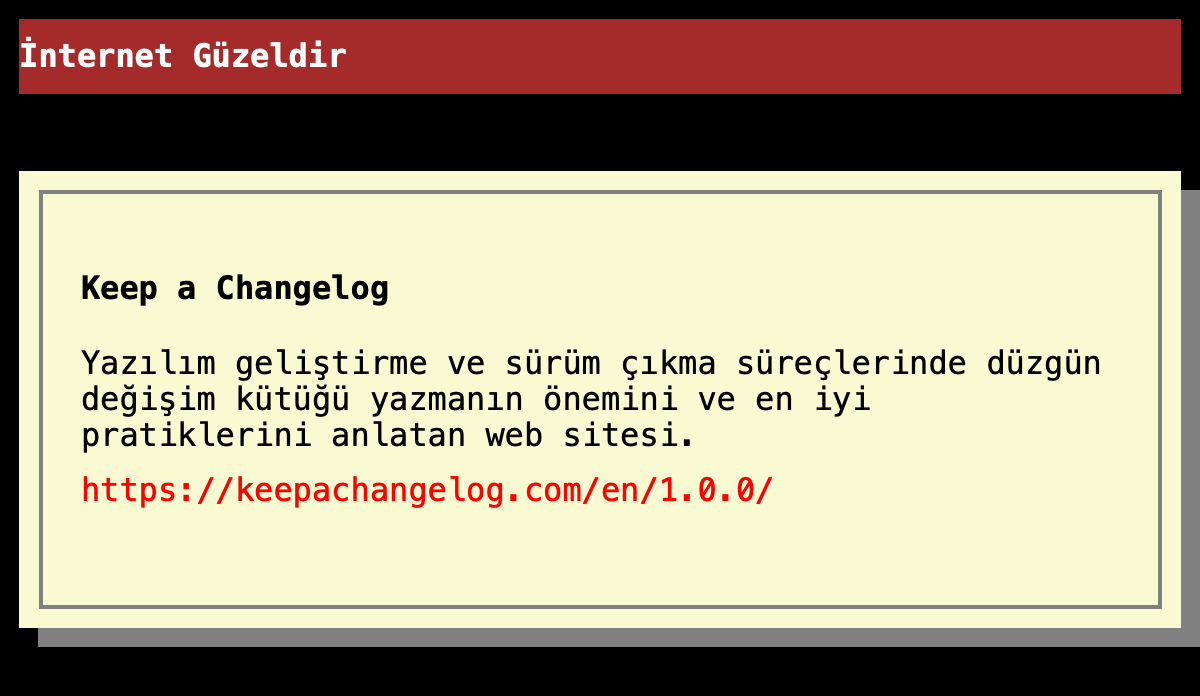 İnternet Güzeldir
Keep a Changelog
Yazılım geliştirme ve sürüm çıkma süreçlerinde düzgün
değişim kütüğü yazmanın önemini ve en iyi
pratiklerini anlatan web sitesi.
https://keepachangelog.com/en/1.0.0/